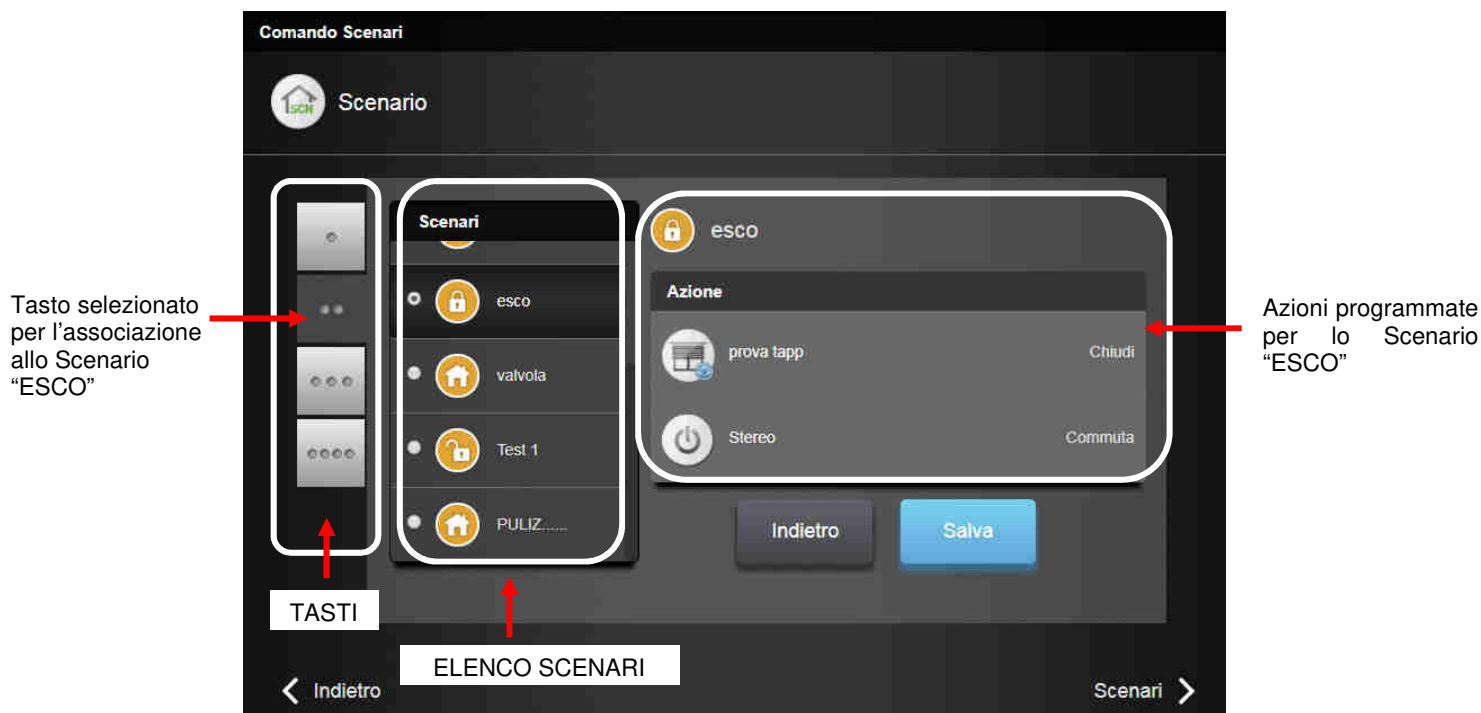 Comando Scenari
SCN
Scenario
Tasto selezionato
per l'associazione
allo Scenario
“ESCO”
Scenari
esco
valvola
Test 1
PULIZ......
esco
Azione
prova tapp
Chiudi
Stereo
Commuta
Indietro
Salva
Azioni programmate
per lo Scenario
“ESCO”
TASTI
ELENCO SCENARI
Indietro
Scenari